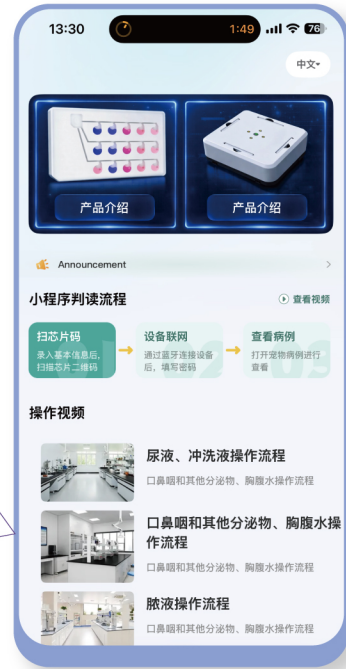 13:30
1:49
76
中文
产品介绍
产品介绍
Announcement
小程序判读流程
查看视频
扫芯片码
录入基本信息后,
扫描芯片二维码
设备联网
通过蓝牙连接设备
后，填写密码
查看病例
打开宠物病例进行
查看
01
02
03
操作视频
尿液、冲洗液操作流程
口鼻咽和其他分泌物、胸腹水操作流程
口鼻咽和其他分泌物、胸腹水操
作流程
口鼻咽和其他分泌物、胸腹水操作流程
脓液操作流程
口鼻咽和其他分泌物、胸腹水操作流程